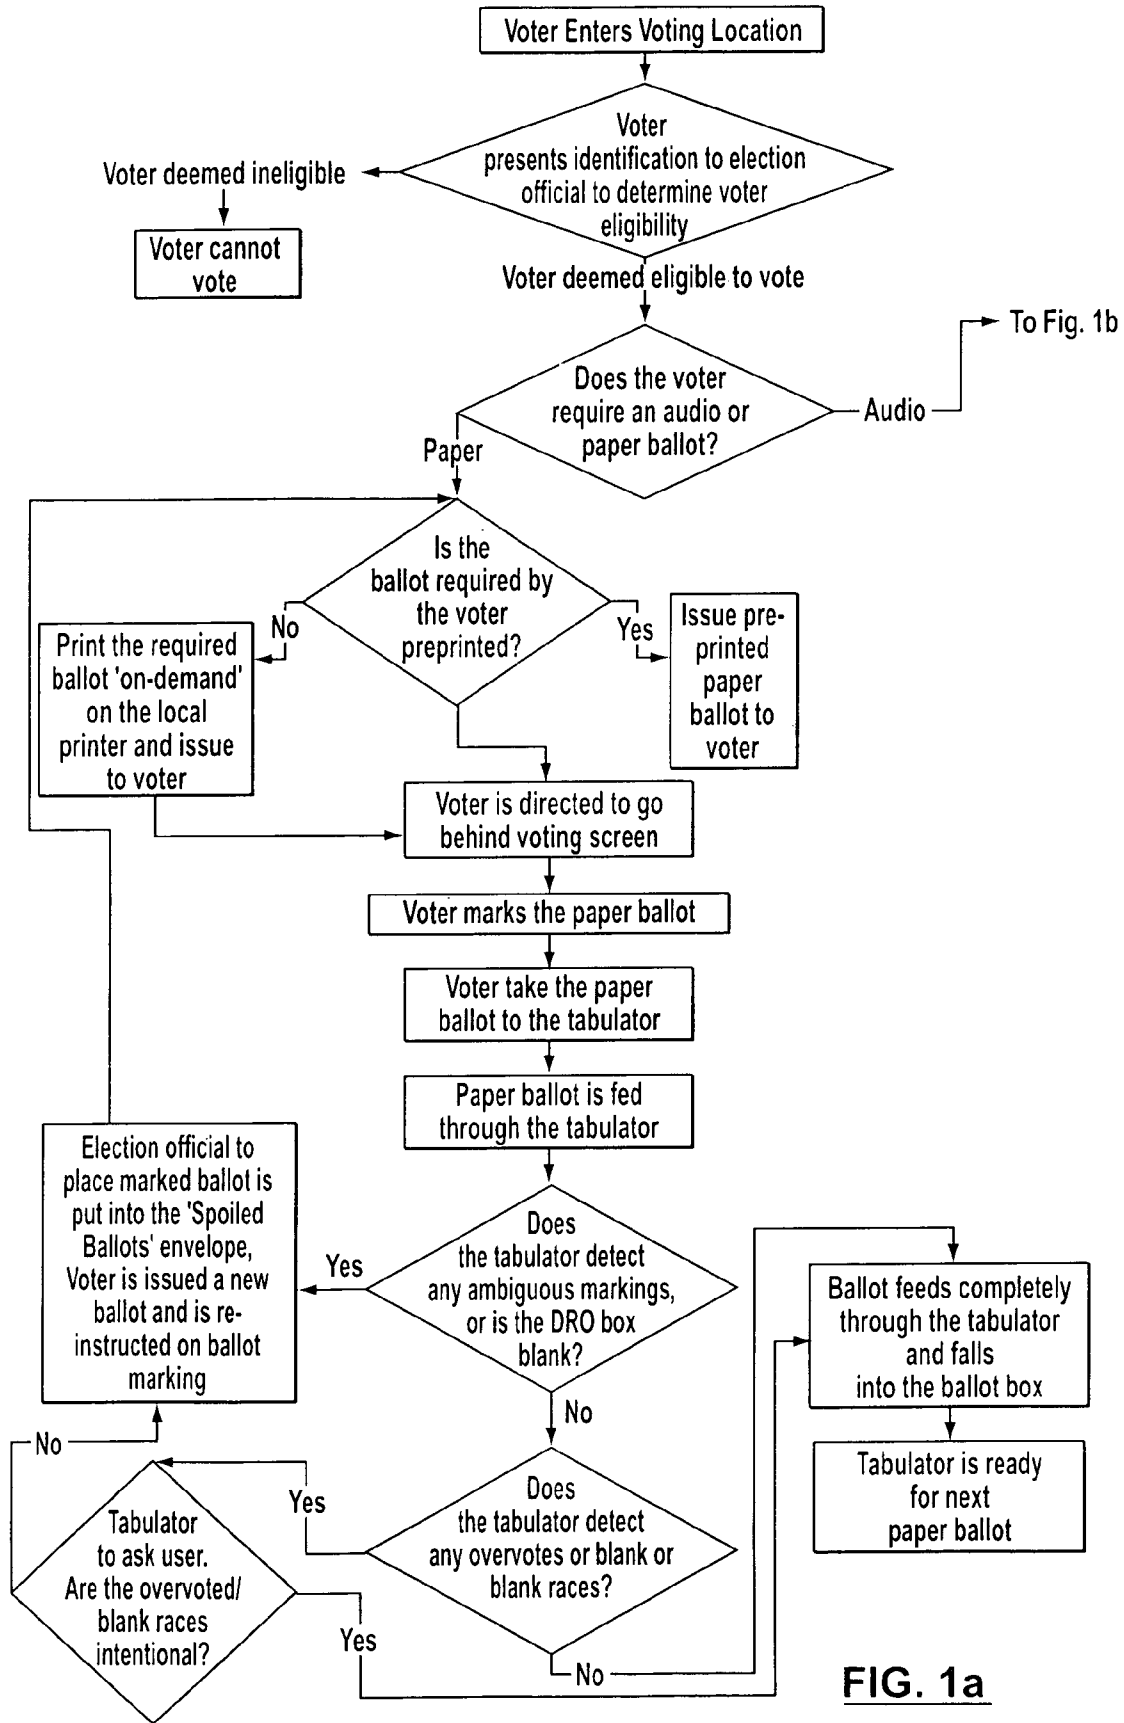 Voter Enters Voting Location
Voter
presents identification to election
official to determine voter
eligibility
Voter deemed ineligible
Voter cannot
vote
Voter deemed eligible to vote
To Fig. 1b
Does the voter
require an audio or
paper ballot?
Audio
Paper
Is the
ballot required by
the voter
preprinted?
No
Yes
Print the required
ballot 'on-demand'
on the local
printer and issue
to voter
Issue pre-
printed
paper
ballot to
voter
Voter is directed to go
behind voting screen
Voter marks the paper ballot
Voter take the paper
ballot to the tabulator
Paper ballot is fed
through the tabulator
Election official to
place marked ballot is
put into the 'Spoiled
Ballots' envelope,
Voter is issued a new
ballot and is re-
instructed on ballot
marking
Yes
Does
the tabulator detect
any ambiguous markings,
or is the DRO box
blank?
No
Ballot feeds completely
through the tabulator
and falls
into the ballot box
Tabulator is ready
for next
paper ballot
No
Yes
Does
the tabulator detect
any overvotes or blank or
blank races?
Tabulator
to ask user.
Are the overvoted/
blank races
intentional?
Yes
No
FIG. 1a